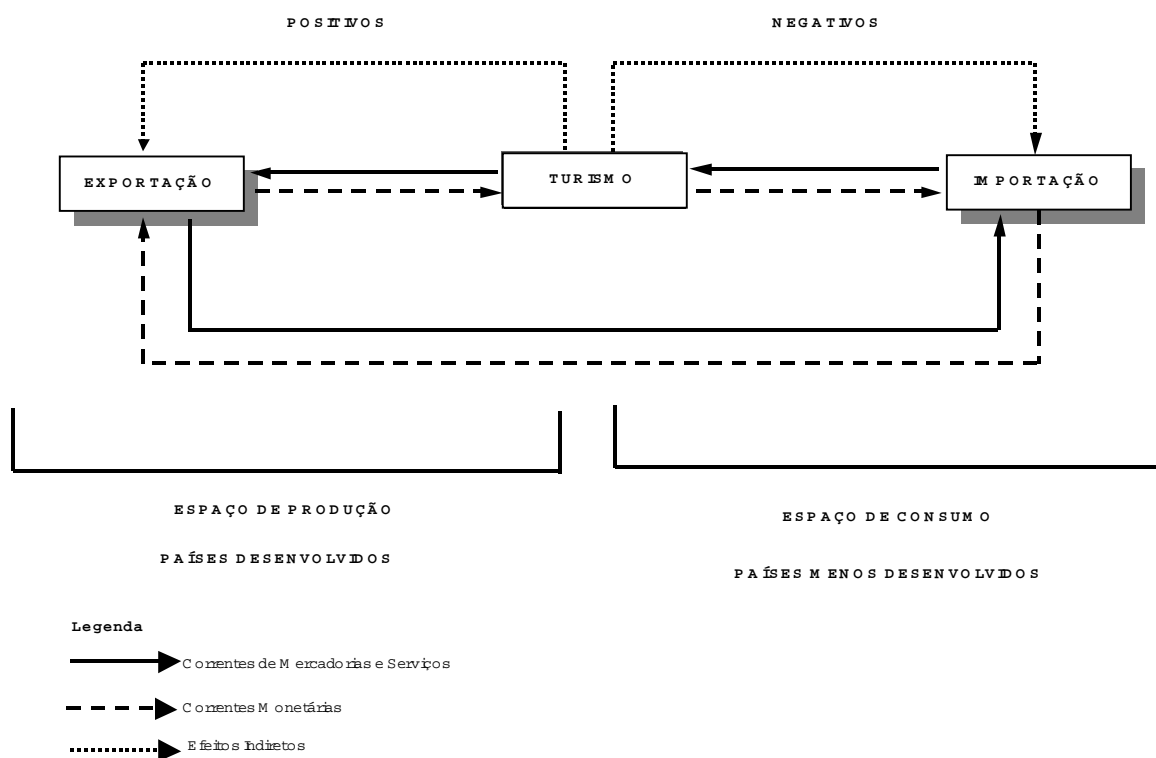 POSITIVOS
NEGATIVOS
EXPORTAÇÃO
TURISMO
IMPORTAÇÃO
ESPAÇO DE PRODUÇÃO
ESPAÇO DE CONSUMO
PAÍSES DESENVOLVIDOS
PAÍSES MENOS DESENVOLVIDOS
Legenda
Correntes de Mercadorias e Serviços
Correntes Monetárias
Efeitos Indiretos